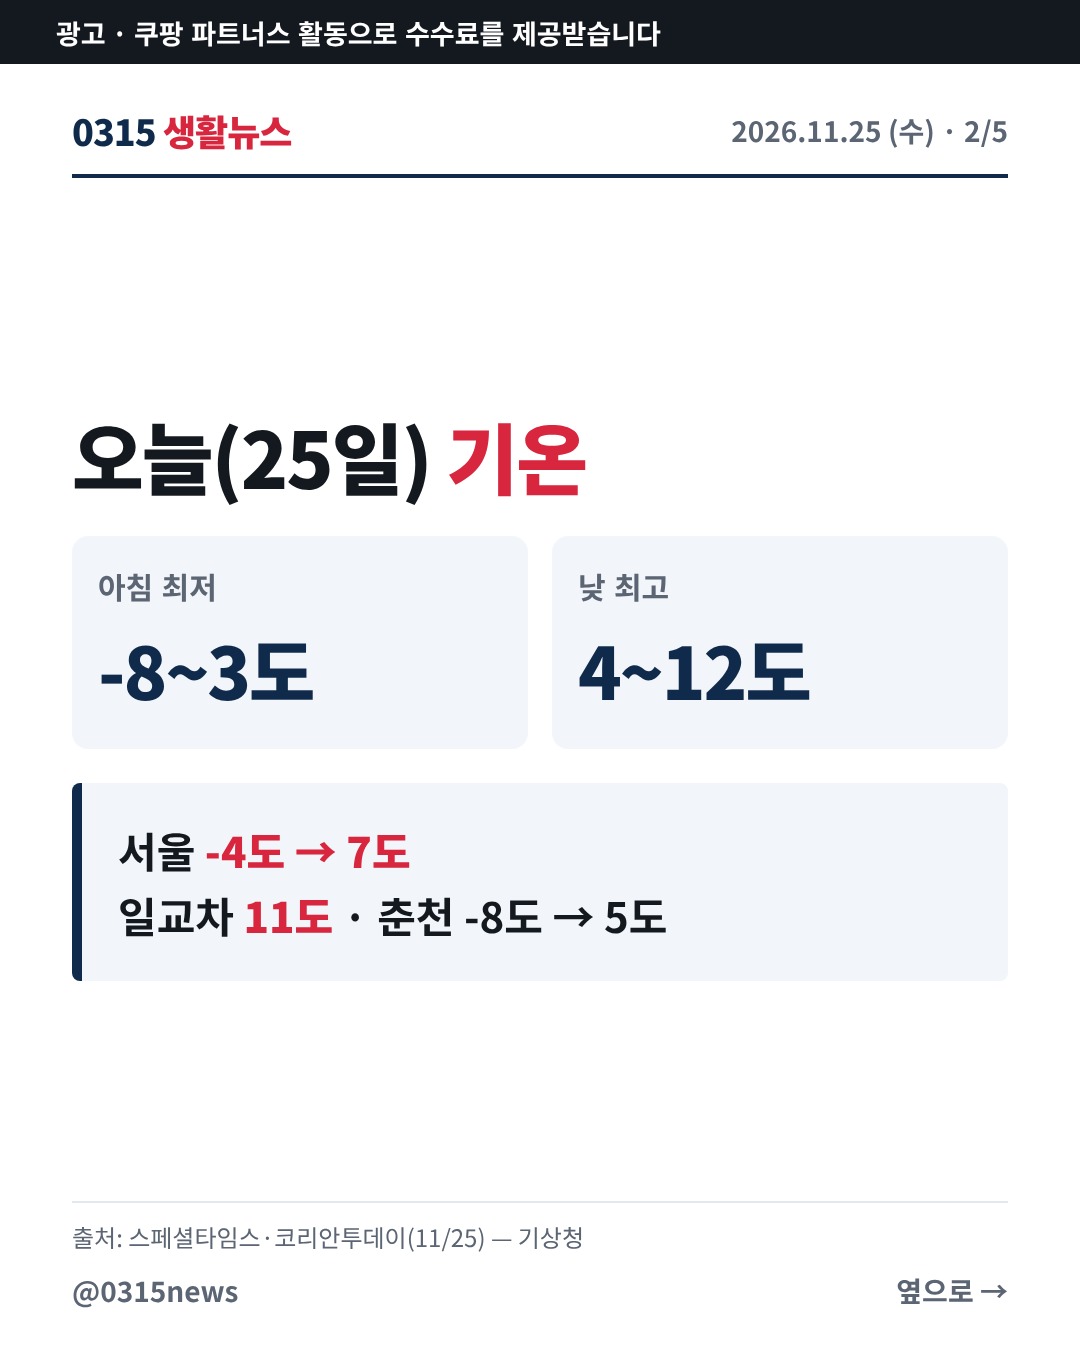 광고 · 쿠팡 파트너스 활동으로 수수료를 제공받습니다
0315 생활뉴스
2026.11.25 (수) · 2/5
오늘(25일) 기온
아침 최저
-8~3도
낮 최고
4~12도
서울 -4도 → 7도
일교차 11도 · 춘천 -8도 → 5도
출처: 스페셜타임스·코리안투데이(11/25) — 기상청
@0315news
옆으로 →